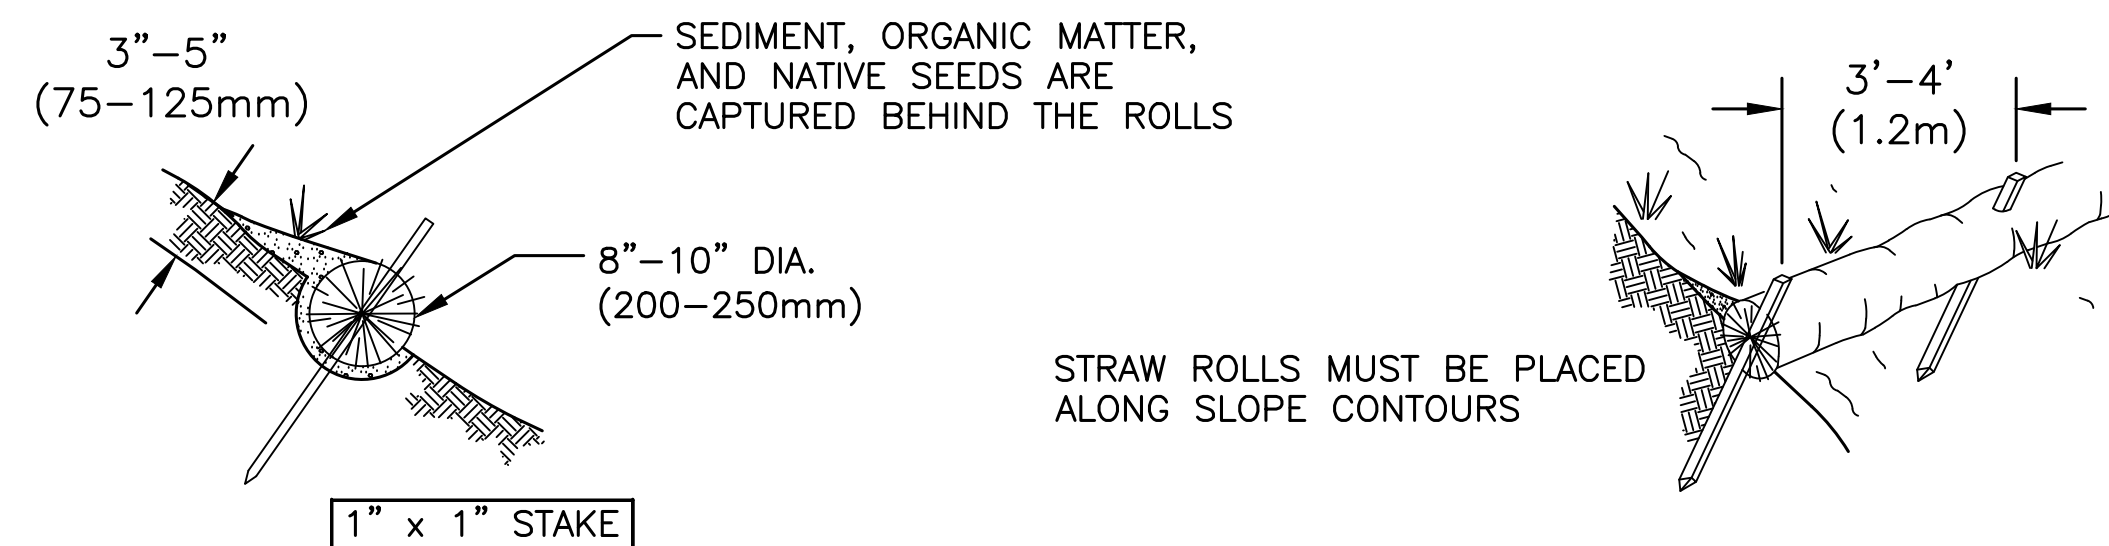 3”–5”
(75–125mm)
SEDIMENT, ORGANIC MATTER,
AND NATIVE SEEDS ARE
CAPTURED BEHIND THE ROLLS
8”–10” DIA.
(200–250mm)
1” x 1” STAKE
3’–4’
(1.2m)
STRAW ROLLS MUST BE PLACED
ALONG SLOPE CONTOURS